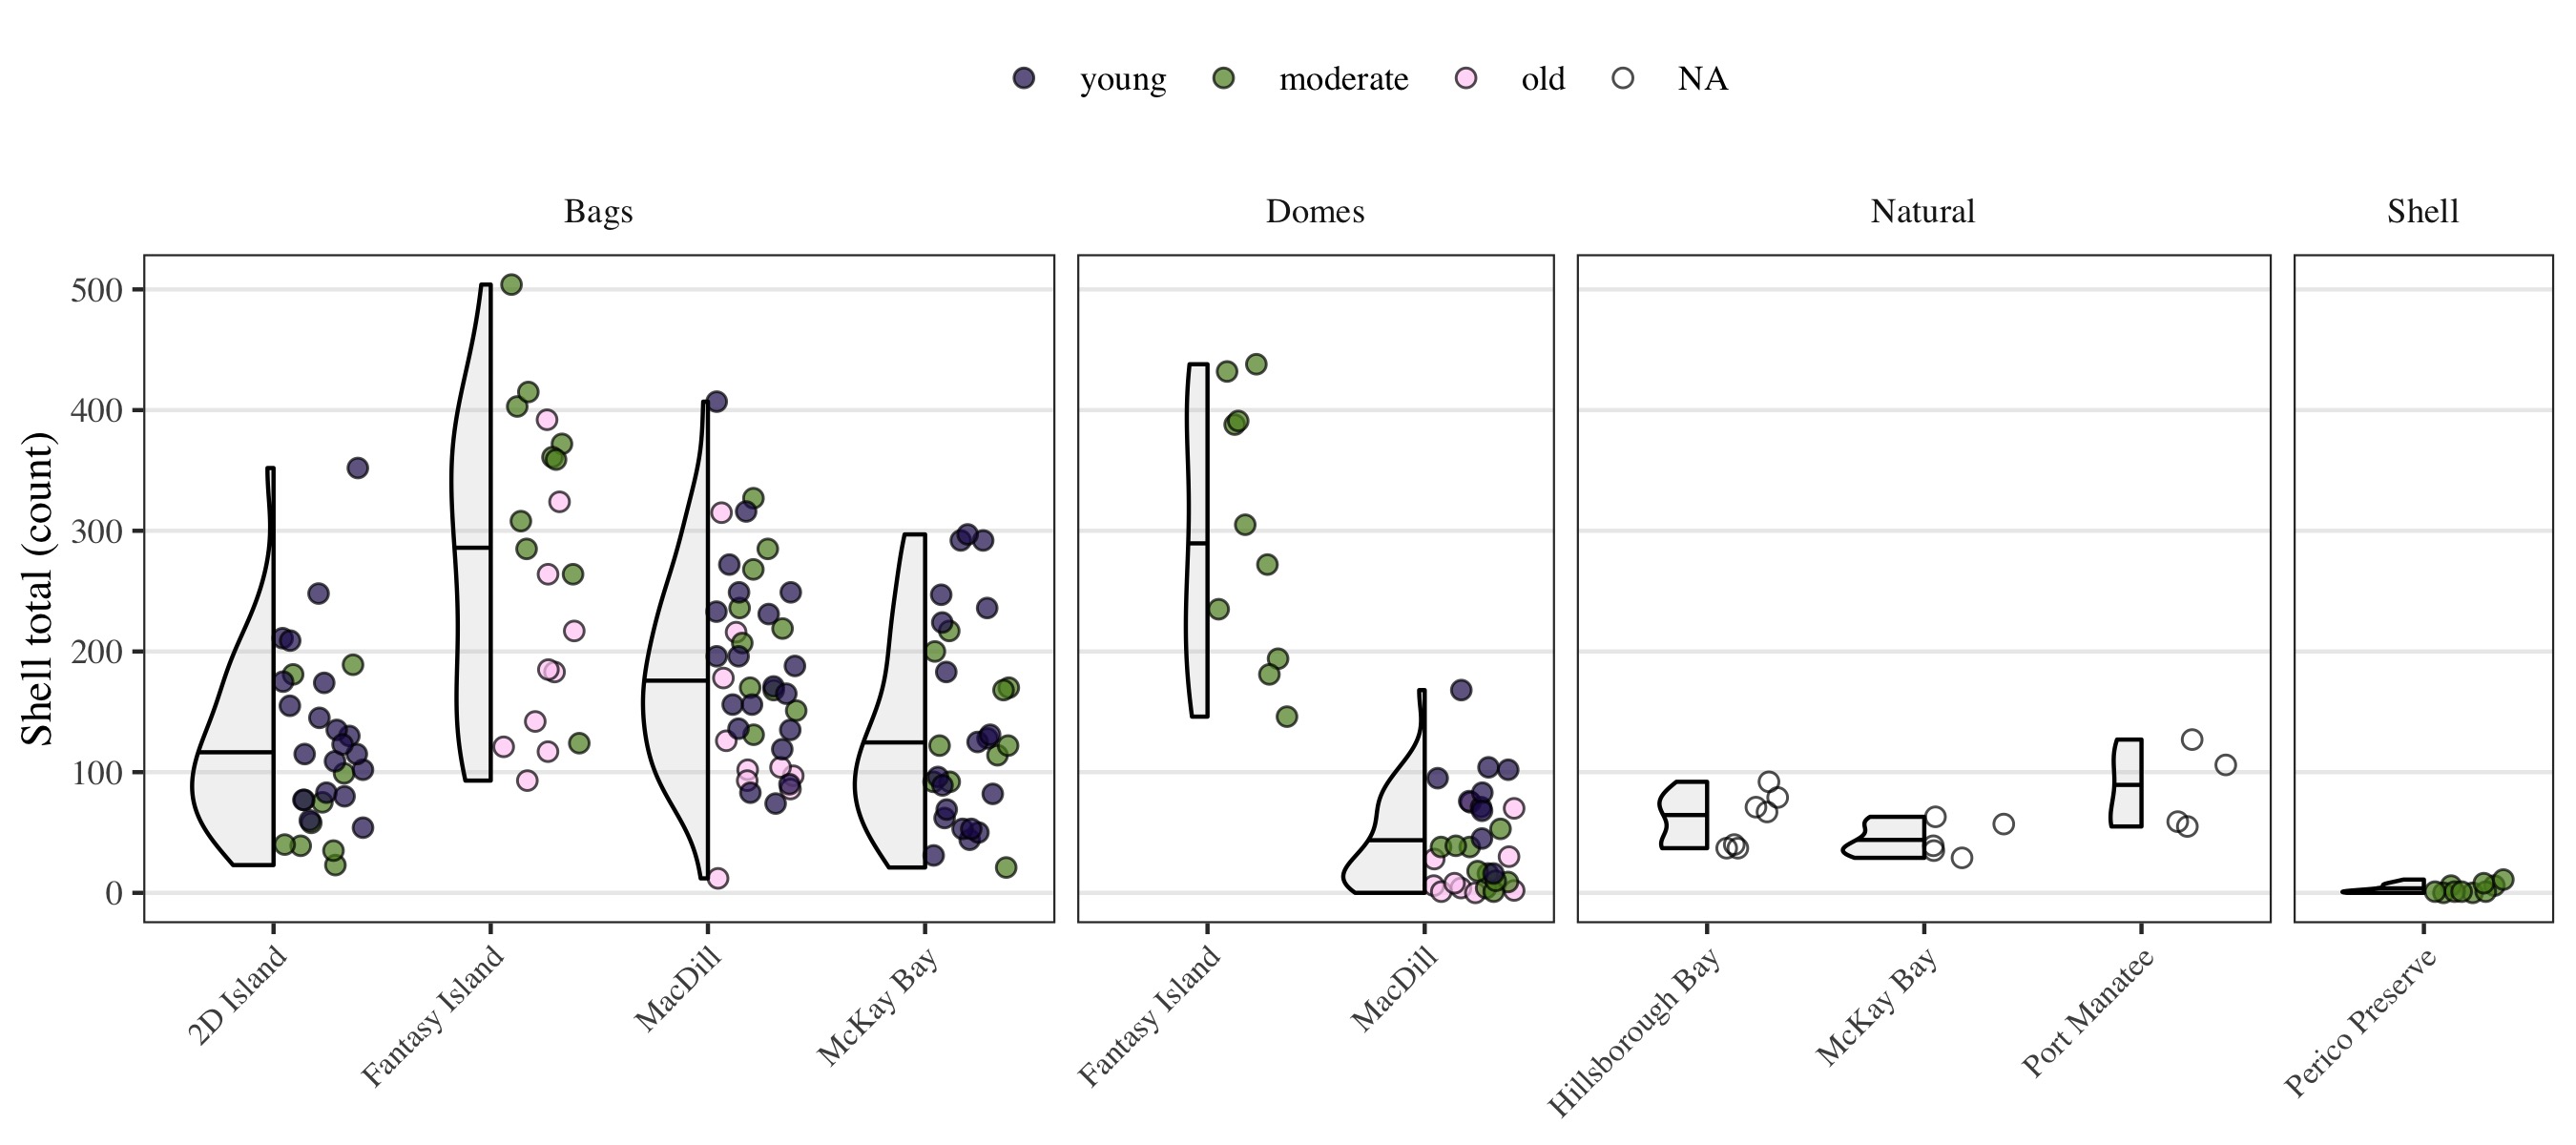 young moderate old NA
Bags Domes Natural Shell
Shell total (count)
500
400
300
200
100
0
2D Island
Fantasy Island
MacDill
McKay Bay
Fantasy Island
MacDill
Hillsborough Bay
McKay Bay
Port Manatee
Perico Preserve